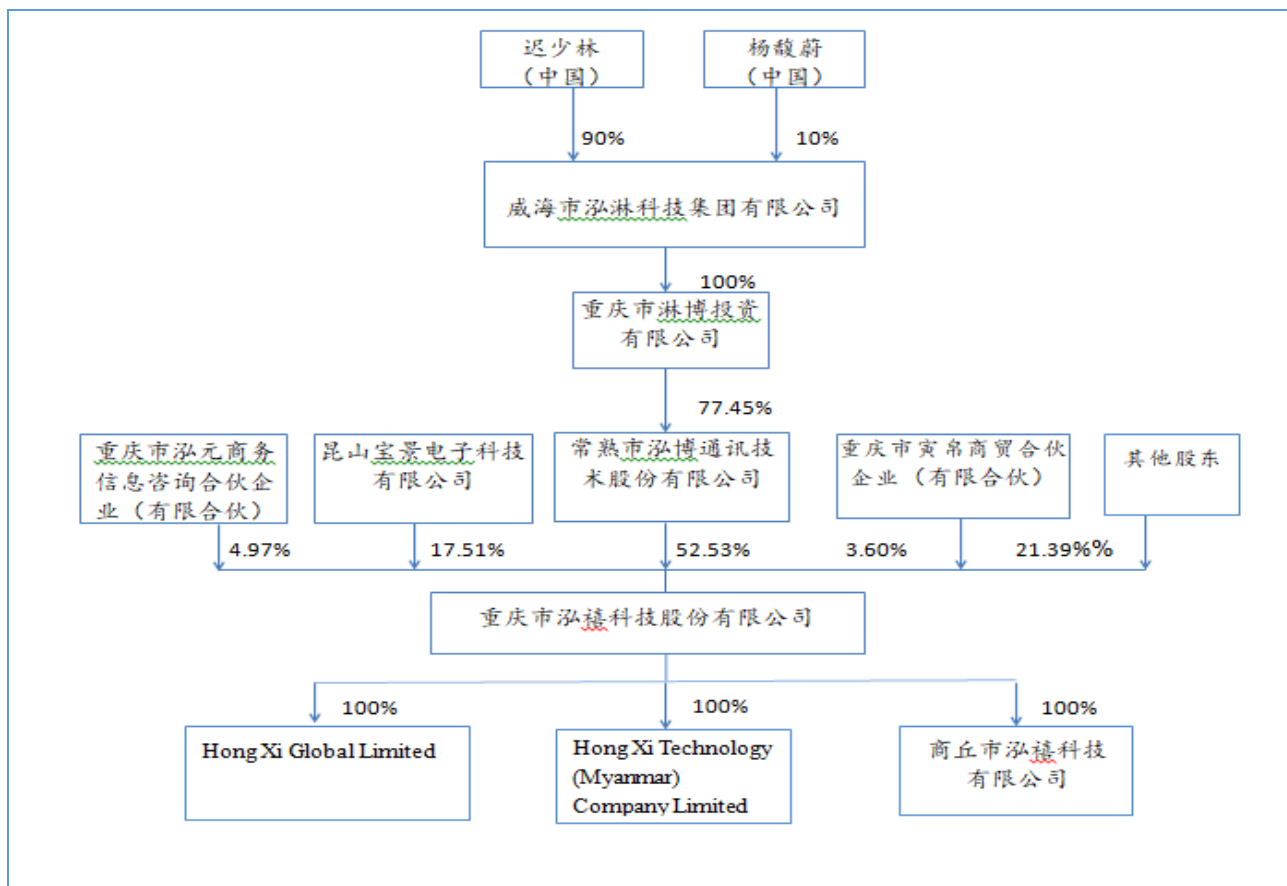 迟少林
（中国）
杨馥蔚
（中国）
90%
10%
威海市泓淋科技集团有限公司
100%
重庆市淋博投资
有限公司
77.45%
重庆市泓元商务
信息咨询合伙企
业（有限合伙）
昆山宝景电子科技
有限公司
常熟市泓博通讯技
术股份有限公司
重庆市寅帛商贸合伙
企业（有限合伙）
其他股东
4.97%
17.51%
52.53%
3.60%
21.39%%
重庆市泓禧科技股份有限公司
100%
100%
100%
Hong Xi Global Limited
Hong Xi Technology
(Myanmar)
Company Limited
商丘市泓禧科技
有限公司